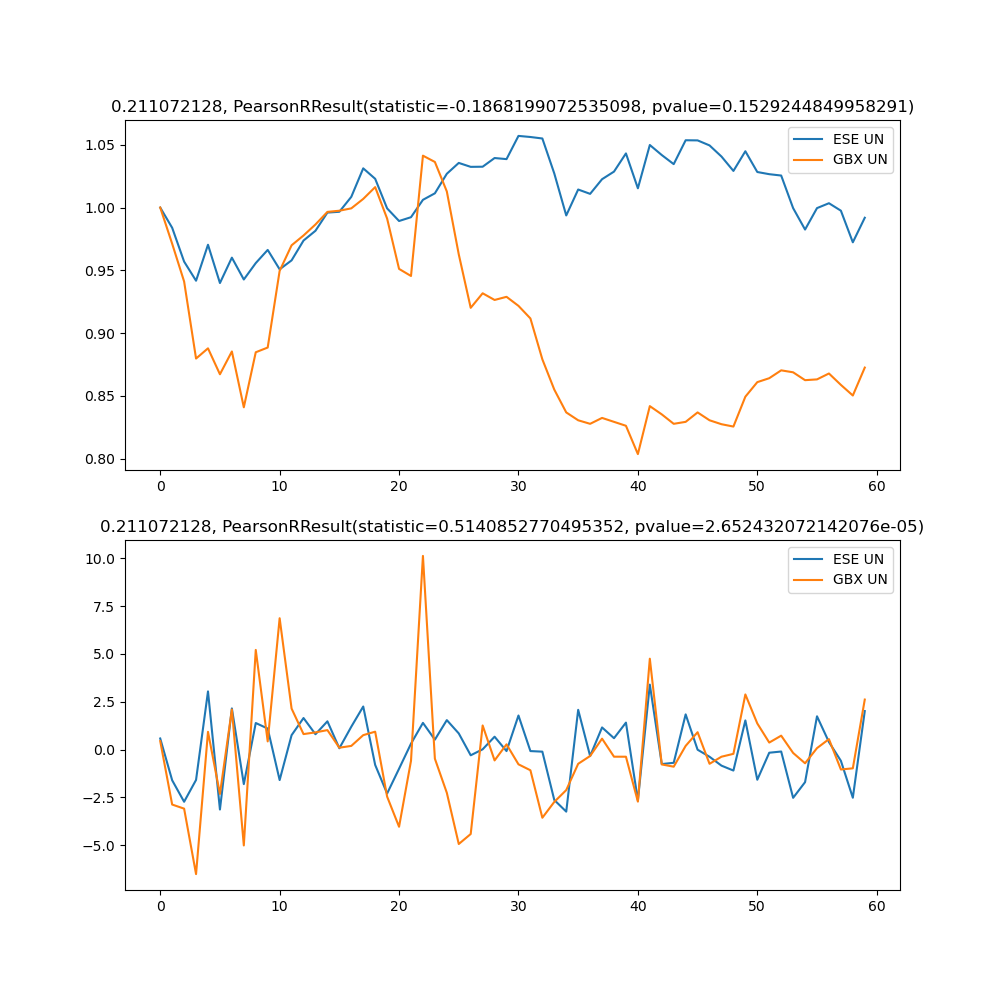 0.211072128, PearsonRResult(statistic=-0.1868199072535098, pvalue=0.1529244849958291)
ESE UN
GBX UN
1.05
1.00
0.95
0.90
0.85
0.80
0 10 20 30 40 50 60
0.211072128, PearsonRResult(statistic=0.5140852770495352, pvalue=2.652432072142076e-05)
ESE UN
GBX UN
10.0
7.5
5.0
2.5
0.0
−2.5
−5.0
0 10 20 30 40 50 60